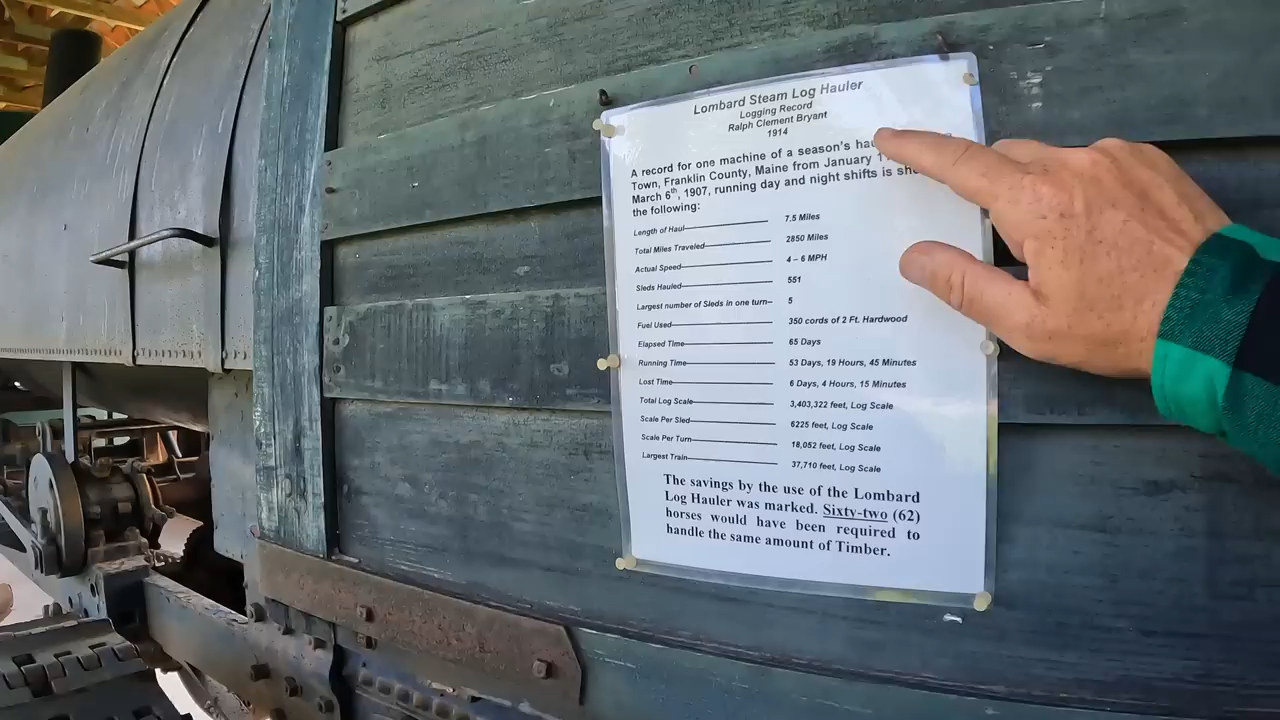 Lombard Steam Log Hauler
Logging Record
Ralph Clement Bryant
1914
A record for one machine of a season's
Town, Franklin County, Maine from January
March 6th, 1907, running day and night shifts is
the following:
Length of Haul 7.5 Miles
Total Miles Traveled 2850 Miles
Actual Speed 4 – 6 MPH
Sleds Hauled 551
Largest number of Sleds in one turn 5
Fuel Used 350 cords of 2 Ft. Hardwood
Elapsed Time 65 Days
Running Time 53 Days, 19 Hours, 45 Minutes
Lost Time 6 Days, 4 Hours, 15 Minutes
Total Log Scale 3,403,322 feet, Log Scale
Scale Per Sled 6225 feet, Log Scale
Scale Per Turn 18,052 feet, Log Scale
Largest Train 37,710 feet, Log Scale
The savings by the use of the Lombard
Log Hauler was marked. Sixty-two (62)
horses would have been required to
handle the same amount of Timber.